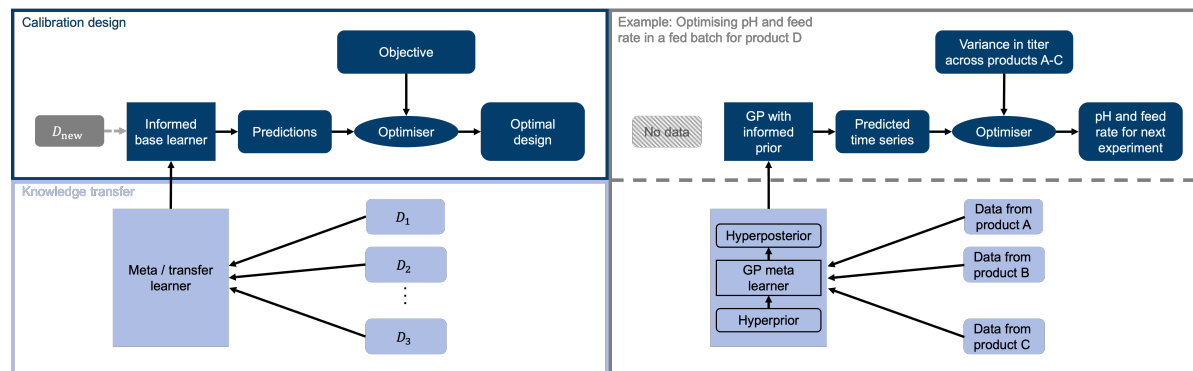 Calibration design
Objective
D_new
Informed
base learner
Predictions
Optimiser
Optimal
design
Knowledge transfer
Meta / transfer
learner
D_1
D_2
⋮
D_3
Example: Optimising pH and feed
rate in a fed batch for product D
Variance in titer
across products A-C
No data
GP with
informed
prior
Predicted
time series
Optimiser
pH and feed
rate for next
experiment
Hyperposterior
GP meta
learner
Hyperprior
Data from
product A
Data from
product B
Data from
product C